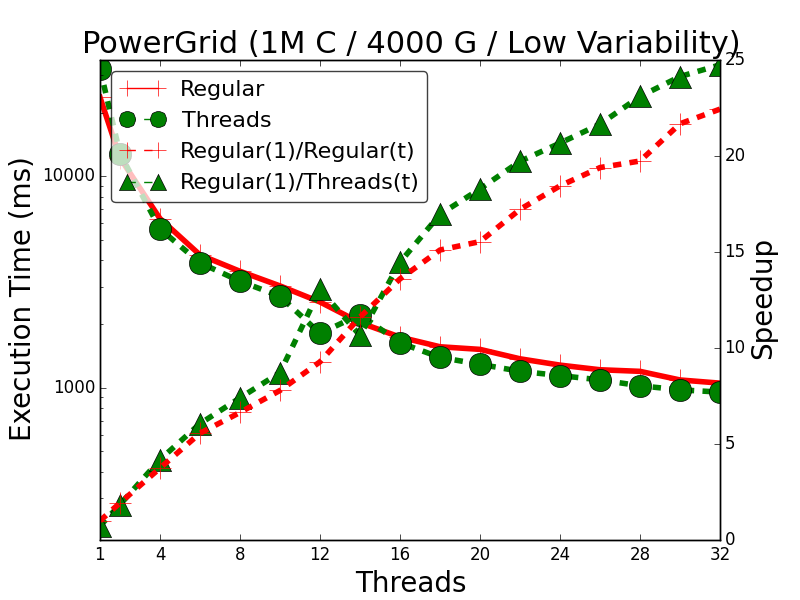 PowerGrid (1M C / 4000 G / Low Variability)
Regular
Threads
Regular(1)/Regular(t)
Regular(1)/Threads(t)
Execution Time (ms)
10000
1000
Speedup
25
20
15
10
5
0
1 4 8 12 16 20 24 28 32
Threads